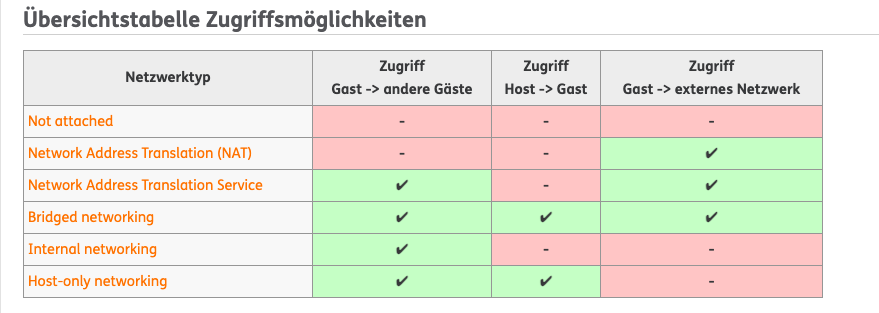 Übersichtstabelle Zugriffsmöglichkeiten
Netzwerktyp
Zugriff
Gast -> andere Gäste
Zugriff
Host -> Gast
Zugriff
Gast -> externes Netzwerk
Not attached - - -
Network Address Translation (NAT) - - ✔
Network Address Translation Service ✔ - ✔
Bridged networking ✔ ✔ ✔
Internal networking ✔ - -
Host-only networking ✔ ✔ -